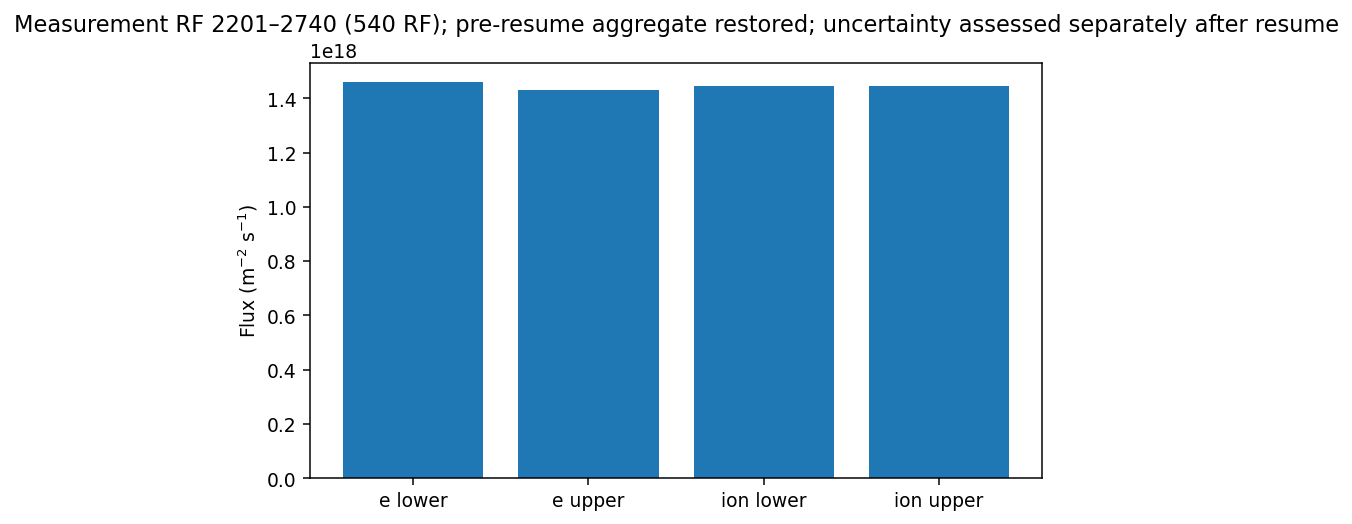 Measurement RF 2201–2740 (540 RF); pre-resume aggregate restored; uncertainty assessed separately after resume
1e18
Flux (m⁻² s⁻¹)
1.4
1.2
1.0
0.8
0.6
0.4
0.2
0.0
e lower
e upper
ion lower
ion upper